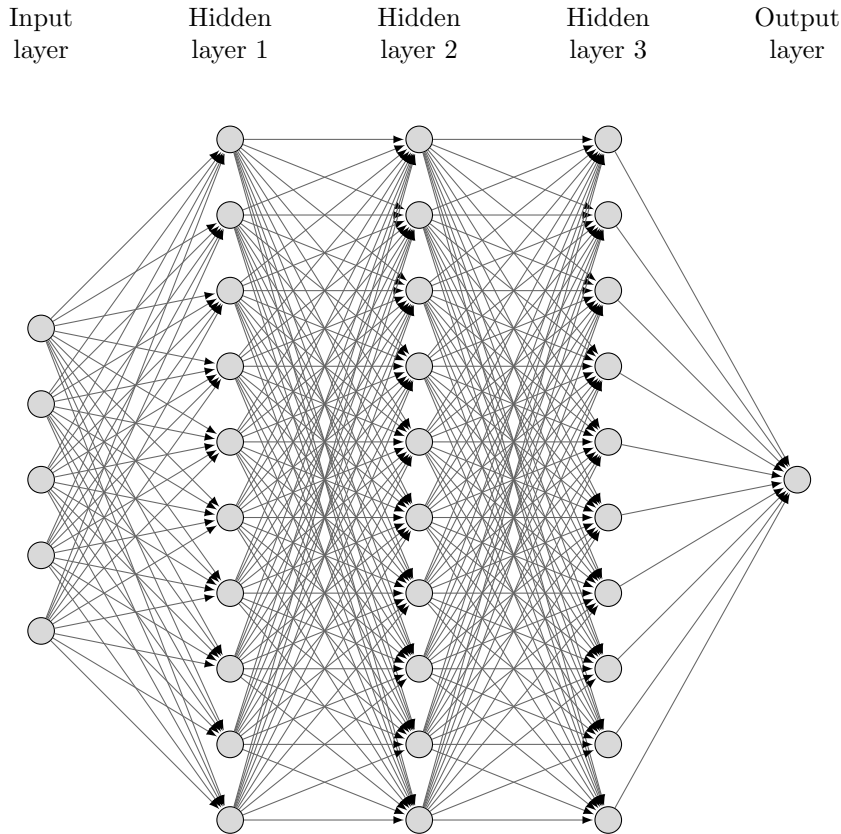 Input
layer
Hidden
layer 1
Hidden
layer 2
Hidden
layer 3
Output
layer